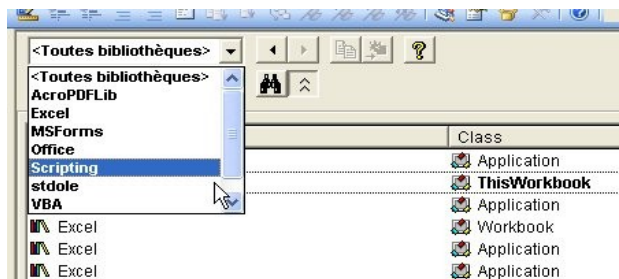 <Toutes bibliothèques>
<Toutes bibliothèques>
AcroPDFLib
Excel
MSForms
Office
Scripting
stdole
VBA
Class
Application
ThisWorkbook
Application
Excel Workbook
Excel Application
Excel Application